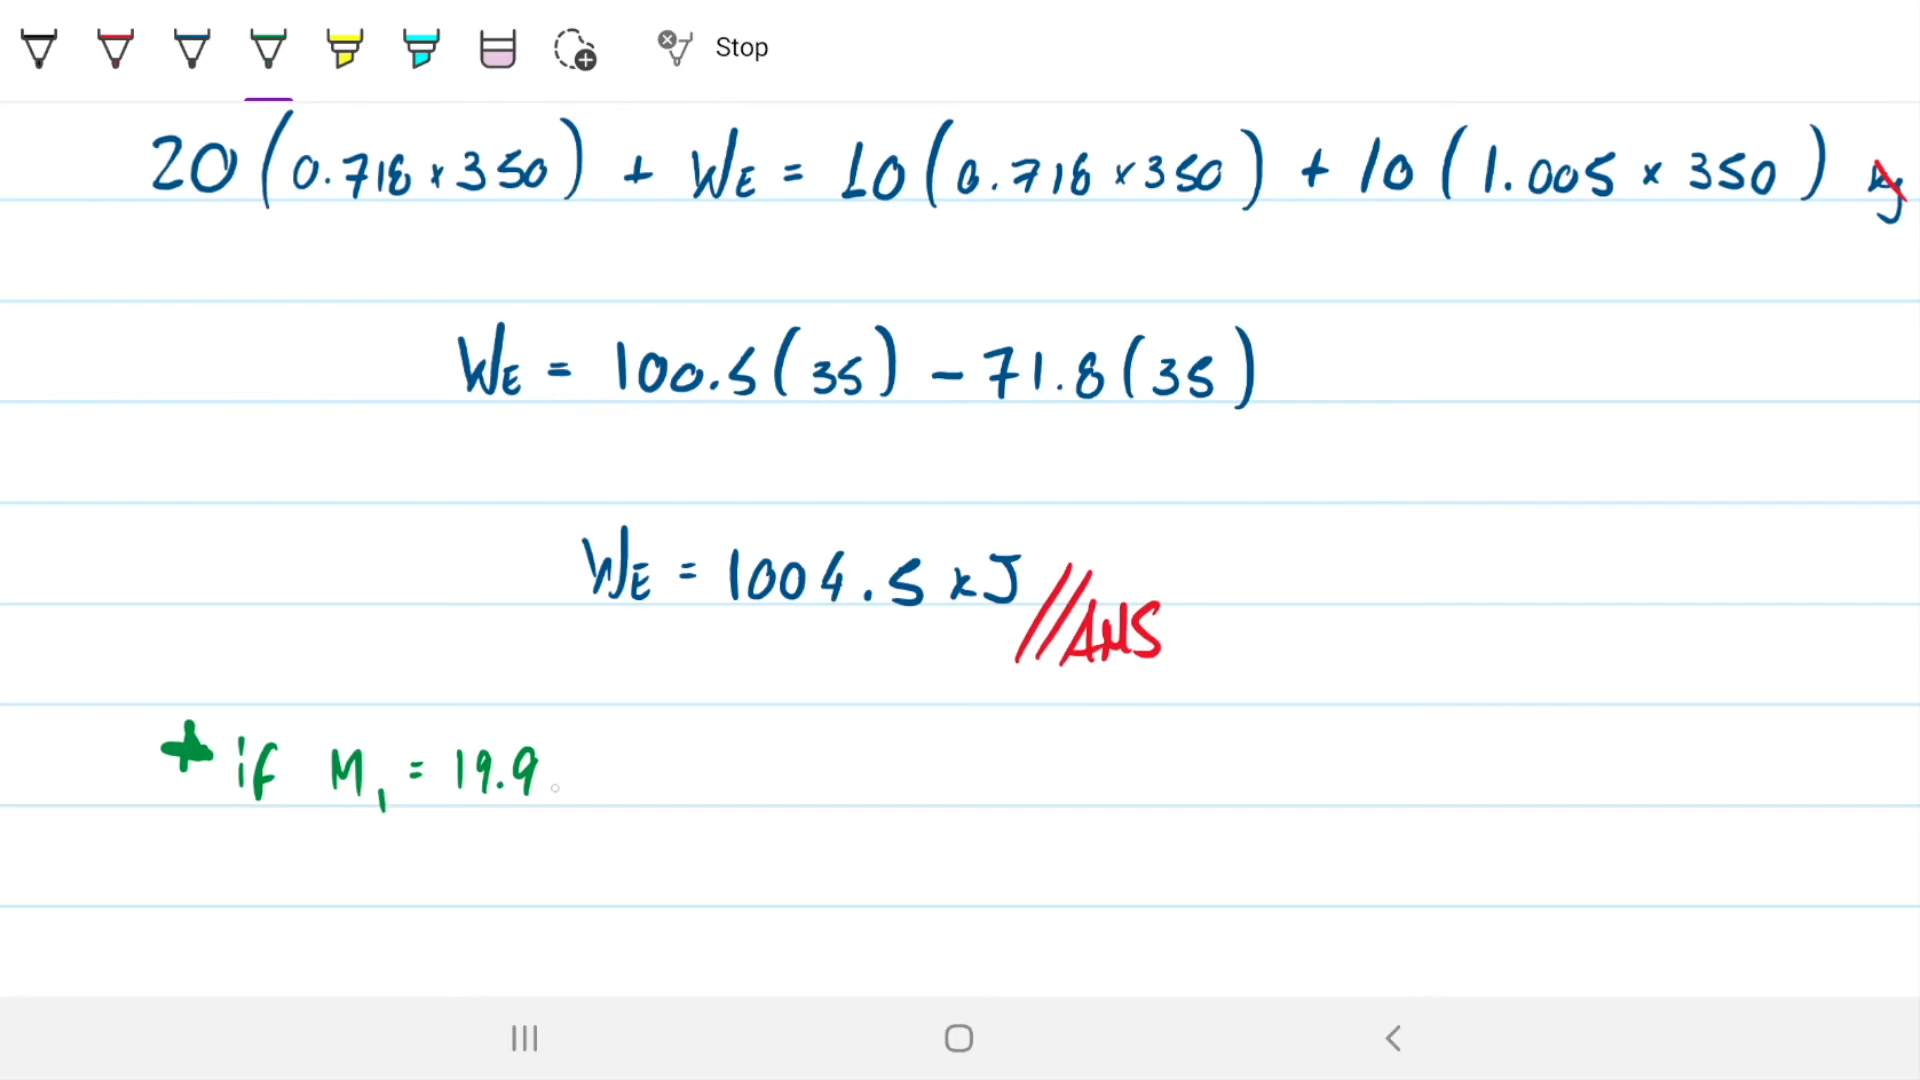 Stop
20 (0.718 x 350) + WE = 10 (0.718 x 350) + 10 (1.005 x 350)
WE = 100.5 (35) - 71.8 (35)
WE = 1004.5 kJ //ANS
* if M1 = 19.9